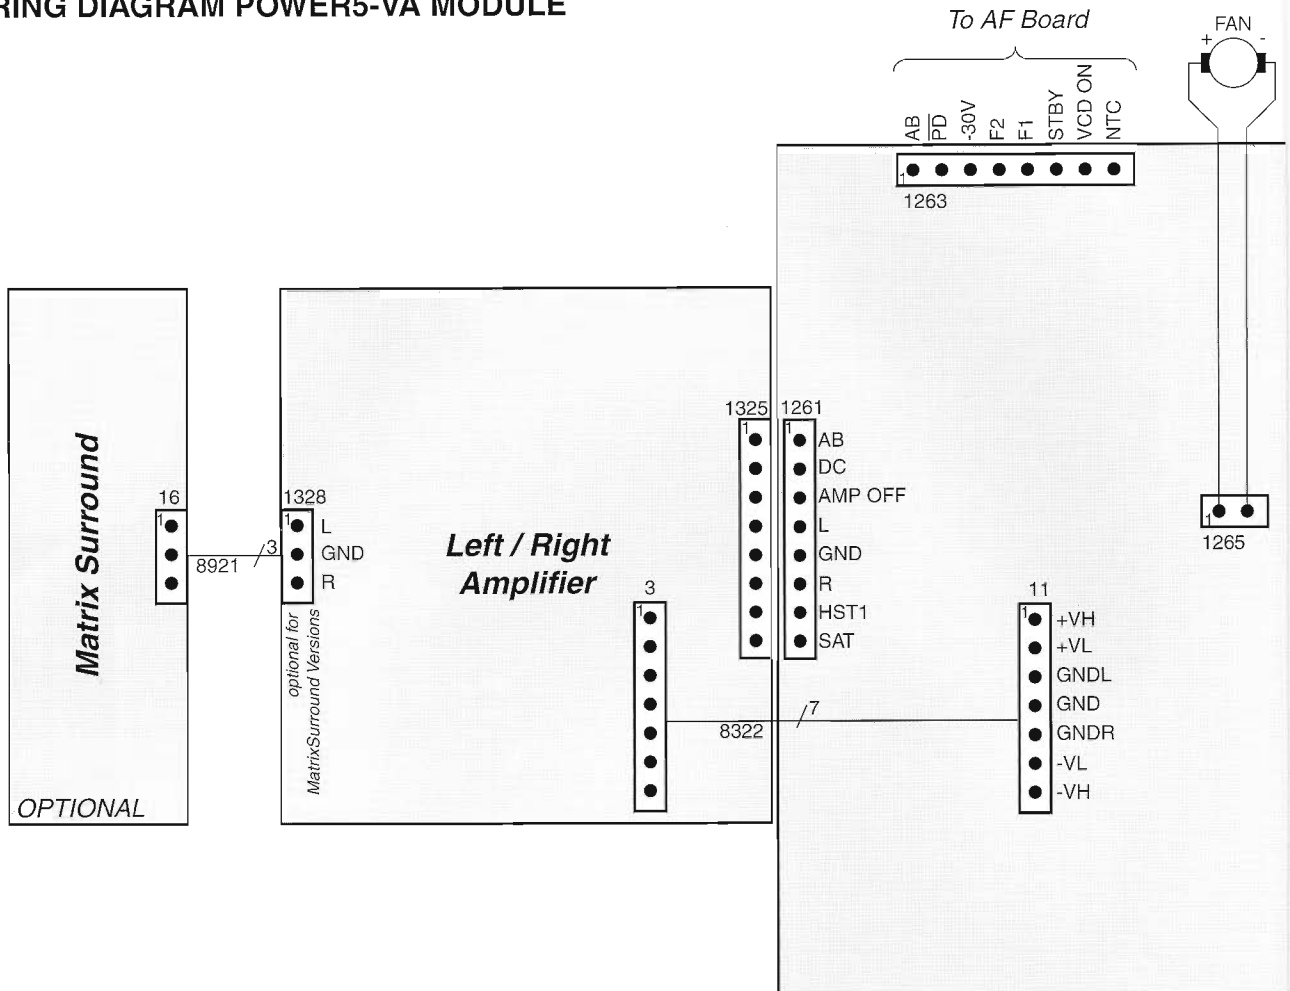 RING DIAGRAM POWER5-VA MODULE
To AF Board
FAN
+ -
AB
PD
-30V
F2
F1
STBY
VCD ON
NTC
1
1263
Matrix Surround
OPTIONAL
16
1
8921
3
1328
1
L
GND
R
optional for
MatrixSurround Versions
Left / Right
Amplifier
3
1
8322
7
1325
1
1261
1
AB
DC
AMP OFF
L
GND
R
HST1
SAT
11
1
+VH
+VL
GNDL
GND
GNDR
-VL
-VH
1
1265